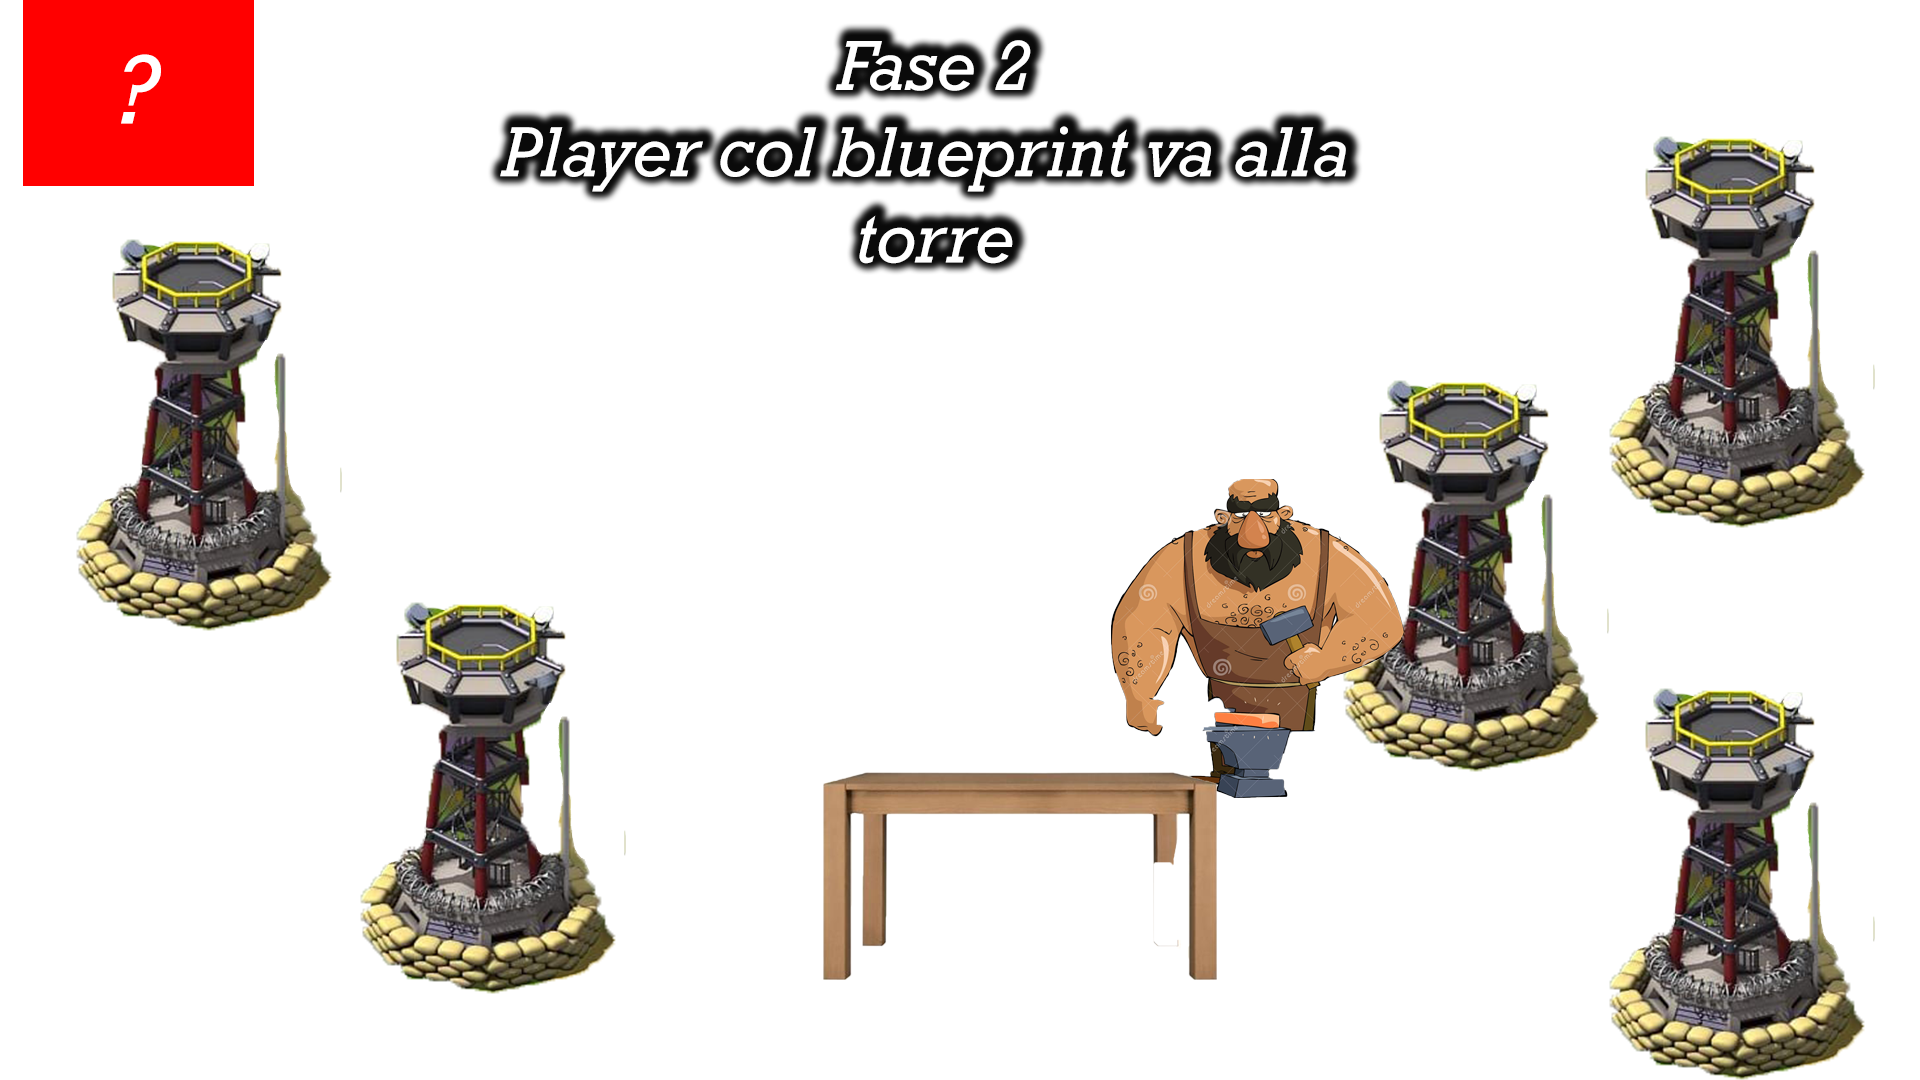 ?
Fase 2
Player col blueprint va alla
torre